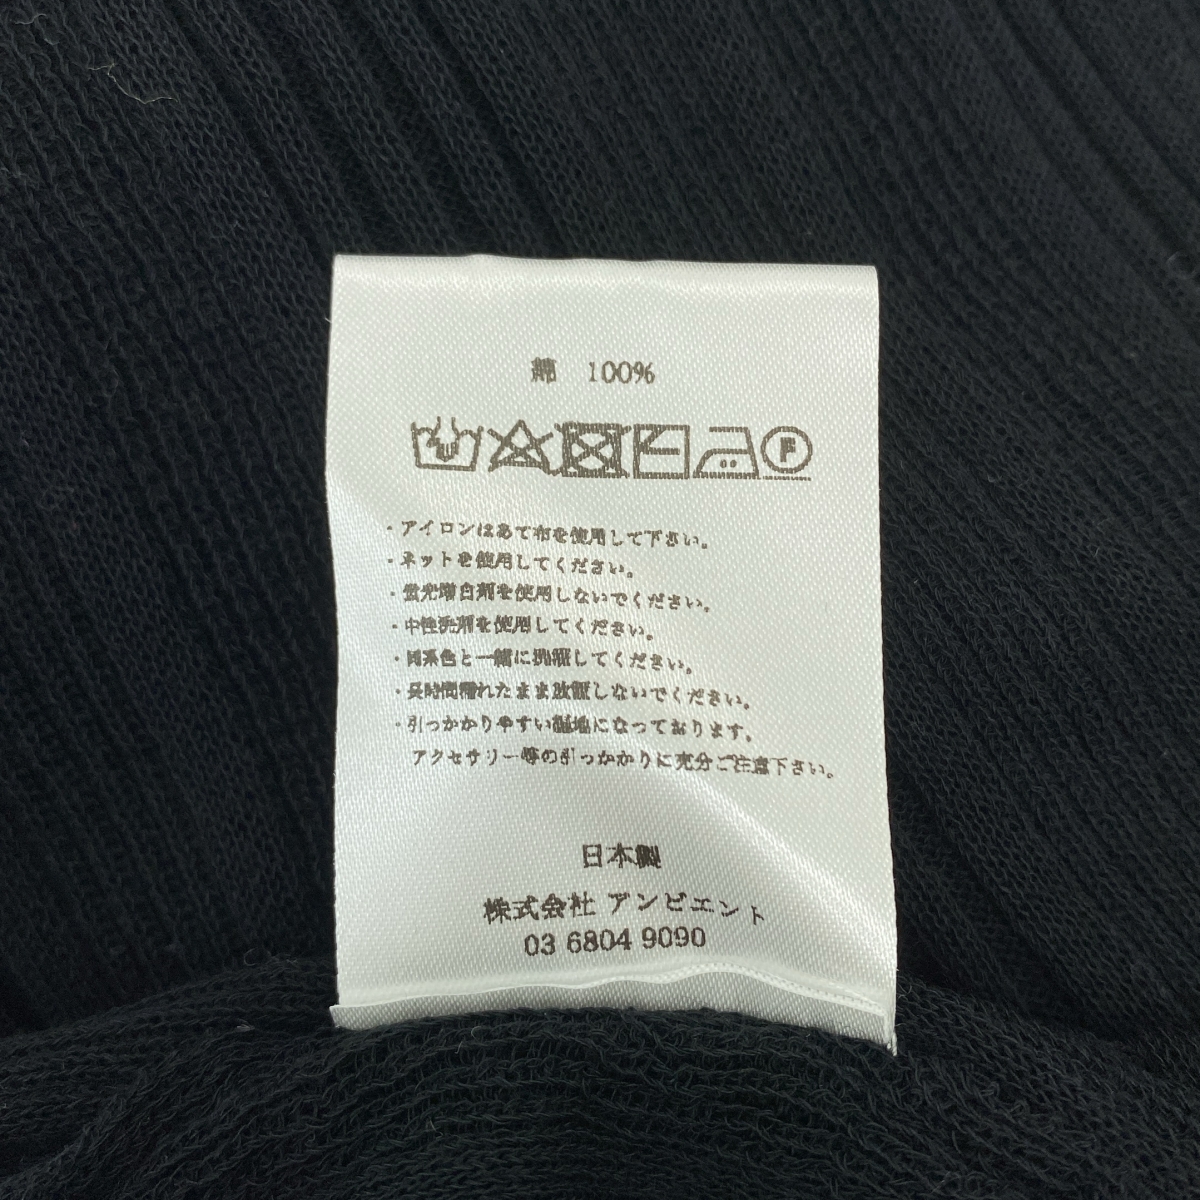 綿 100%
F
・アイロンはあて布を使用して下さい。
・ネットを使用してください。
・蛍光増白剤を使用しないでください。
・中性洗剤を使用してください。
・同系色と一緒に洗濯してください。
・長時間濡れたまま放置しないでください。
・引っかかりやすい編地になっております。
アクセサリー等の引っかかりに充分ご注意下さい。
日本製
株式会社 アンビエント
03 6804 9090